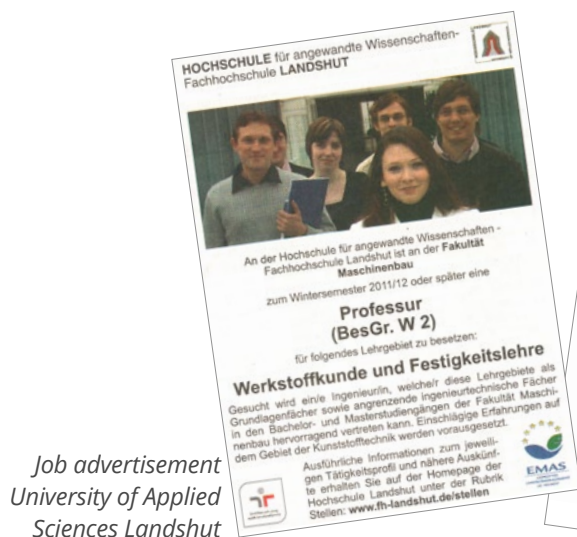 HOCHSCHULE für angewandte Wissenschaften-
Fachhochschule LANDSHUT
An der Hochschule für angewandte Wissenschaften -
Fachhochschule Landshut ist an der Fakultät
Maschinenbau
zum Wintersemester 2011/12 oder später eine
Professur
(BesGr. W 2)
für folgendes Lehrgebiet zu besetzen:
Werkstoffkunde und Festigkeitslehre
Gesucht wird ein/e Ingenieur/in, welche/r diese Lehrgebiete als
Grundlagenfächer sowie angrenzende ingenieurtechnische Fächer
in den Bachelor- und Masterstudiengängen der Fakultät Maschi-
nenbau hervorragend vertreten kann. Einschlägige Erfahrungen auf
dem Gebiet der Kunststofftechnik werden vorausgesetzt.
Ausführliche Informationen zum jeweili-
gen Tätigkeitsprofil und nähere Auskünf-
te erhalten Sie auf der Homepage der
Hochschule Landshut unter der Rubrik
Stellen: www.fh-landshut.de/stellen
EMAS
Job advertisement
University of Applied
Sciences Landshut